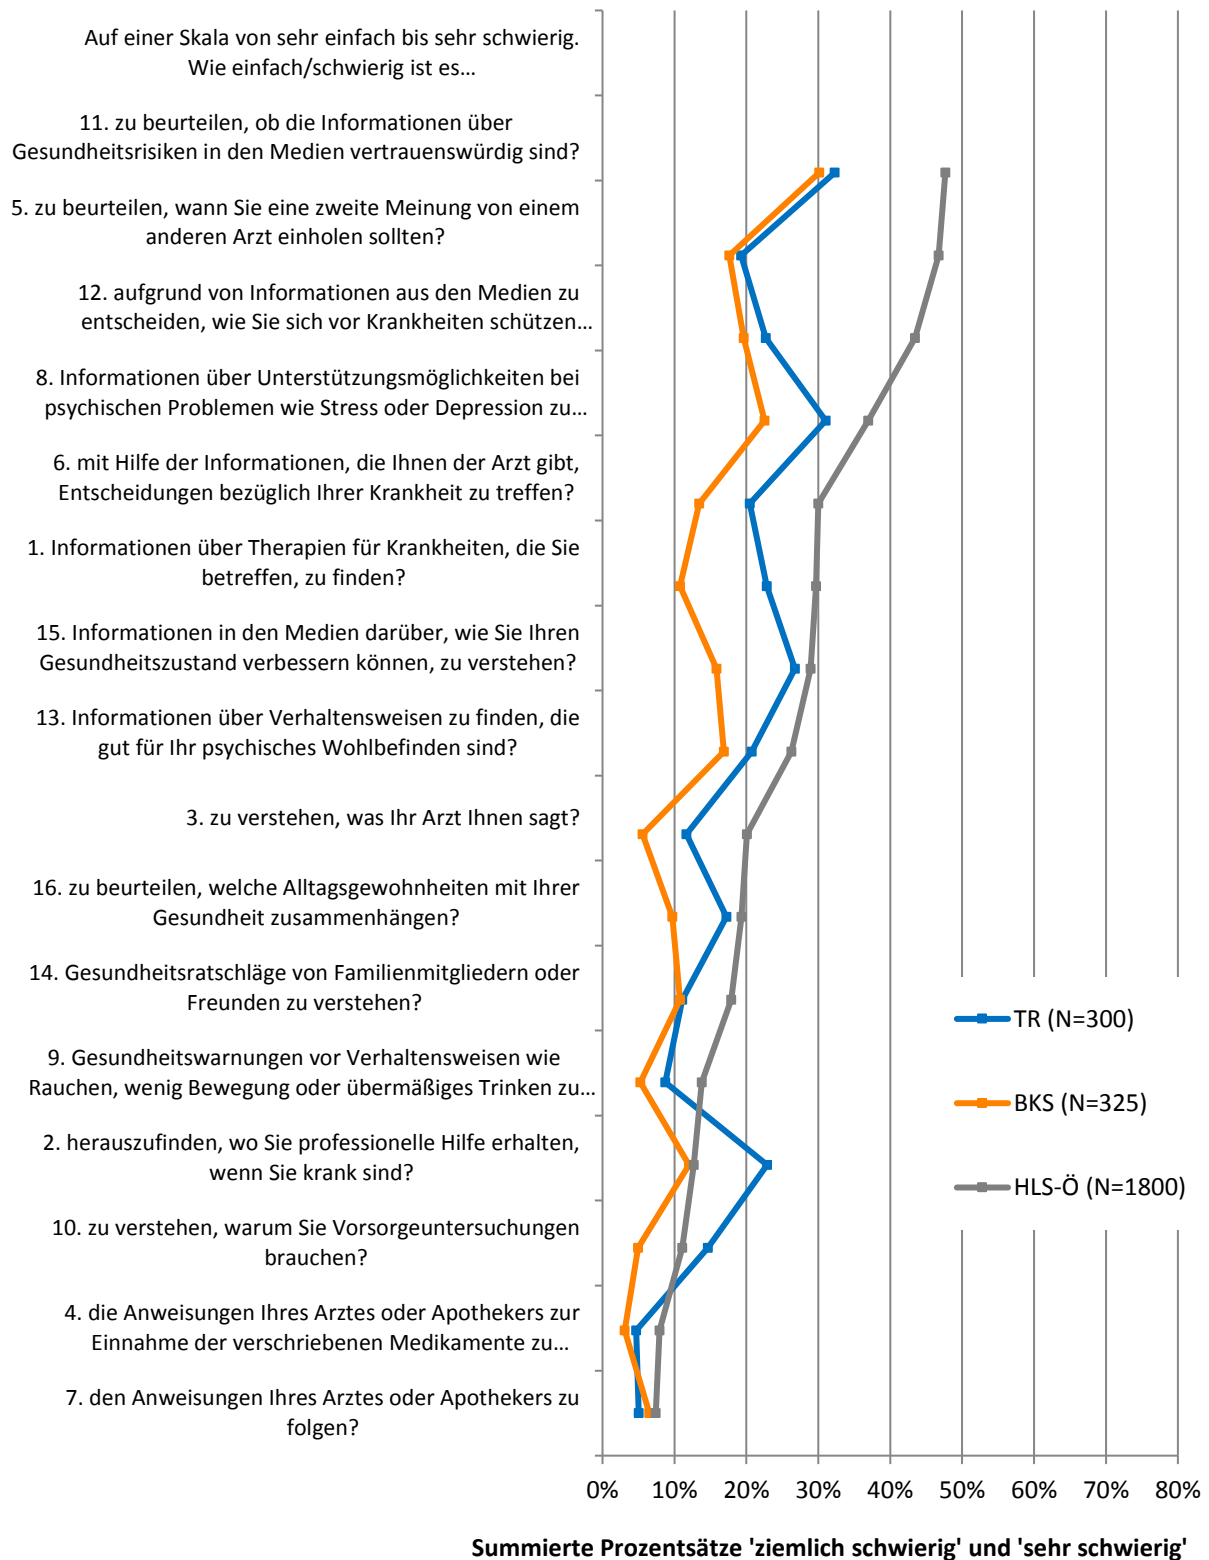 Auf einer Skala von sehr einfach bis sehr schwierig.
Wie einfach/schwierig ist es…
11. zu beurteilen, ob die Informationen über
Gesundheitsrisiken in den Medien vertrauenswürdig sind?
5. zu beurteilen, wann Sie eine zweite Meinung von einem
anderen Arzt einholen sollten?
12. aufgrund von Informationen aus den Medien zu
entscheiden, wie Sie sich vor Krankheiten schützen…
8. Informationen über Unterstützungsmöglichkeiten bei
psychischen Problemen wie Stress oder Depression zu…
6. mit Hilfe der Informationen, die Ihnen der Arzt gibt,
Entscheidungen bezüglich Ihrer Krankheit zu treffen?
1. Informationen über Therapien für Krankheiten, die Sie
betreffen, zu finden?
15. Informationen in den Medien darüber, wie Sie Ihren
Gesundheitszustand verbessern können, zu verstehen?
13. Informationen über Verhaltensweisen zu finden, die
gut für Ihr psychisches Wohlbefinden sind?
3. zu verstehen, was Ihr Arzt Ihnen sagt?
16. zu beurteilen, welche Alltagsgewohnheiten mit Ihrer
Gesundheit zusammenhängen?
14. Gesundheitsratschläge von Familienmitgliedern oder
Freunden zu verstehen?
9. Gesundheitswarnungen vor Verhaltensweisen wie
Rauchen, wenig Bewegung oder übermäßiges Trinken zu…
2. herauszufinden, wo Sie professionelle Hilfe erhalten,
wenn Sie krank sind?
10. zu verstehen, warum Sie Vorsorgeuntersuchungen
brauchen?
4. die Anweisungen Ihres Arztes oder Apothekers zur
Einnahme der verschriebenen Medikamente zu…
7. den Anweisungen Ihres Arztes oder Apothekers zu
folgen?
TR (N=300)
BKS (N=325)
HLS-Ö (N=1800)
0% 10% 20% 30% 40% 50% 60% 70% 80%
Summierte Prozentsätze 'ziemlich schwierig' und 'sehr schwierig'